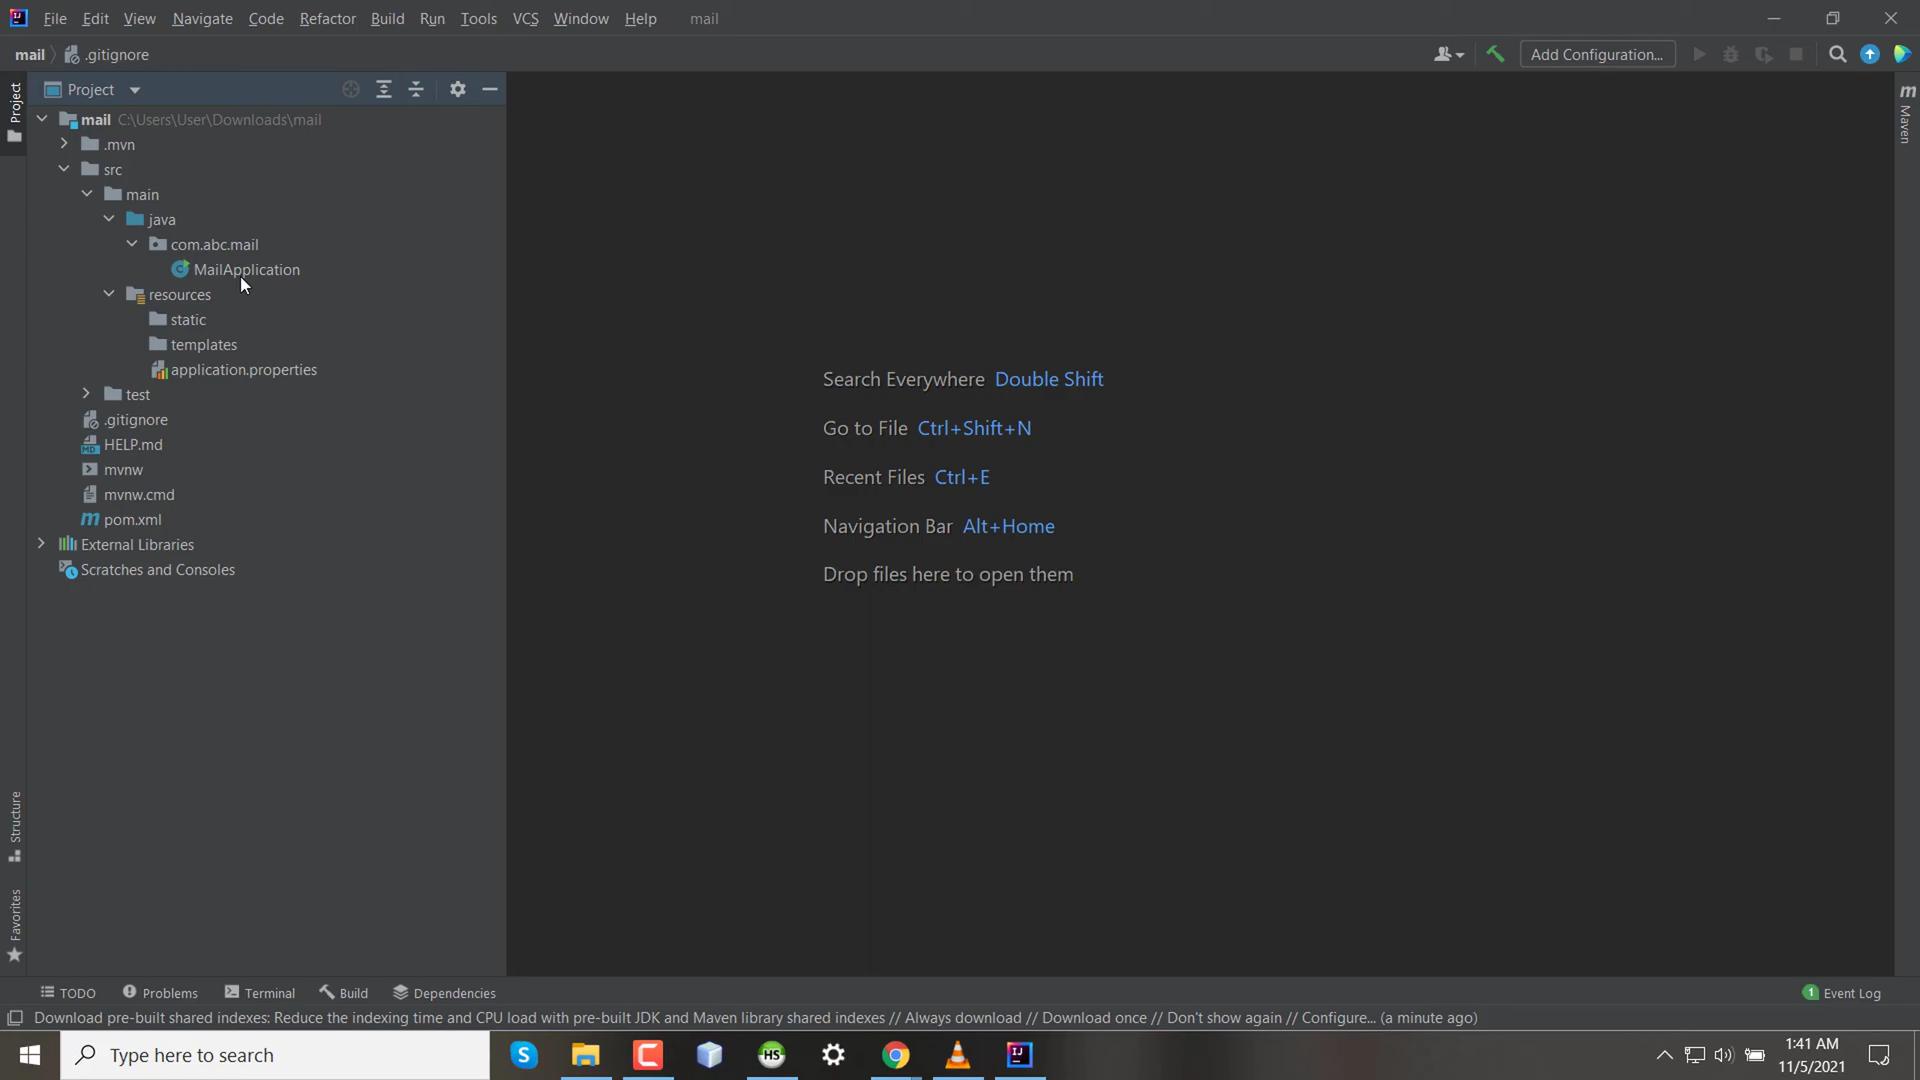 File Edit View Navigate Code Refactor Build Run Tools VCS Window Help mail
mail .gitignore Add Configuration...
Project
Project
mail C:\Users\User\Downloads\mail
.mvn
src
main
java
com.abc.mail
MailApplication
resources
static
templates
application.properties
test
.gitignore
HELP.md
mvnw
mvnw.cmd
pom.xml
External Libraries
Scratches and Consoles
Search Everywhere Double Shift
Go to File Ctrl+Shift+N
Recent Files Ctrl+E
Navigation Bar Alt+Home
Drop files here to open them
Maven
Structure
Favorites
TODO Problems Terminal Build Dependencies 1 Event Log
Download pre-built shared indexes: Reduce the indexing time and CPU load with pre-built JDK and Maven library shared indexes // Always download // Download once // Don't show again // Configure... (a minute ago)
Type here to search
1:41 AM
11/5/2021